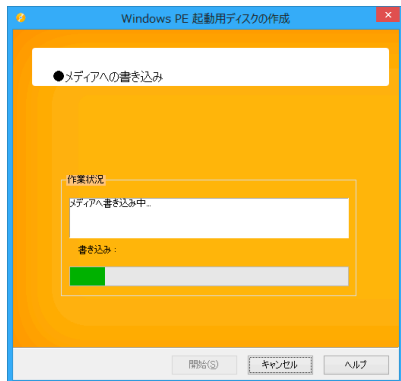 Windows PE 起動用ディスクの作成
●メディアへの書き込み
作業状況
メディアへ書き込み中...
書き込み：
開始(S)
キャンセル
ヘルプ